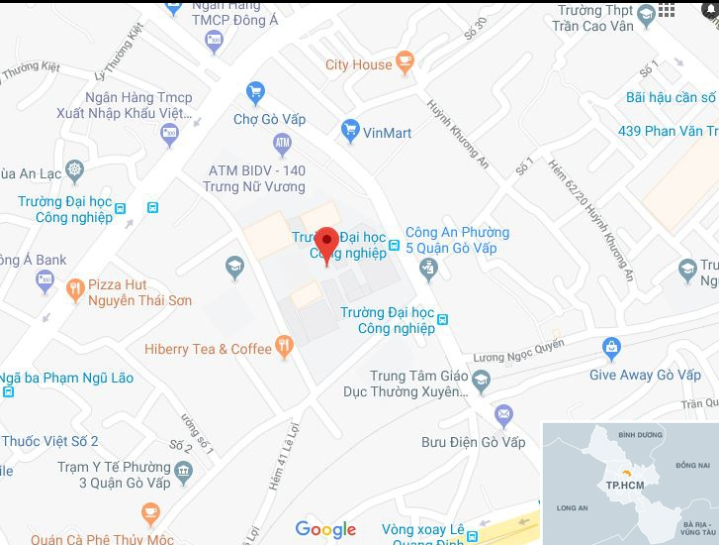 Ngân Hàng
TMCP Đông Á
Trường Thpt
Trần Cao Vân
Số 30
Lý Thường Kiệt
Thường Kiệt
City House
Số 1
Ngân Hàng Tmcp
Xuất Nhập Khẩu Việt...
Chợ Gò Vấp
VinMart
Huỳnh Khương An
Bãi hậu cần số
439 Phan Văn Tr
ATM
ATM BIDV - 140
Trưng Nữ Vương
Số 1
Hẻm 62/20 Huỳnh Khương An
ùa An Lạc
Trường Đại học
Công nghiệp
Trường Đại học
Công nghiệp
Công An Phường
5 Quận Gò Vấp
ông Á Bank
Pizza Hut
Nguyễn Thái Sơn
Trư
Ng
Trường Đại học
Công nghiệp
Hiberry Tea & Coffee
Lương Ngọc Quyến
Ngã ba Phạm Ngũ Lão
Trung Tâm Giáo
Dục Thường Xuyên...
Give Away Gò Vấp
Trần Qu
ường số 1
Số 2
Thuốc Việt Số 2
ile
Hẻm 41 Lê Lợi
Bưu Điện Gò Vấp
Trạm Y Tế Phường
3 Quận Gò Vấp
BÌNH DƯƠNG
ĐỒNG NAI
TP.HCM
LONG AN
BÀ RỊA -
VŨNG TÀU
Quán Cà Phê Thủy Mộc
Lợi
Google
Vòng xoay Lê
Quang Định